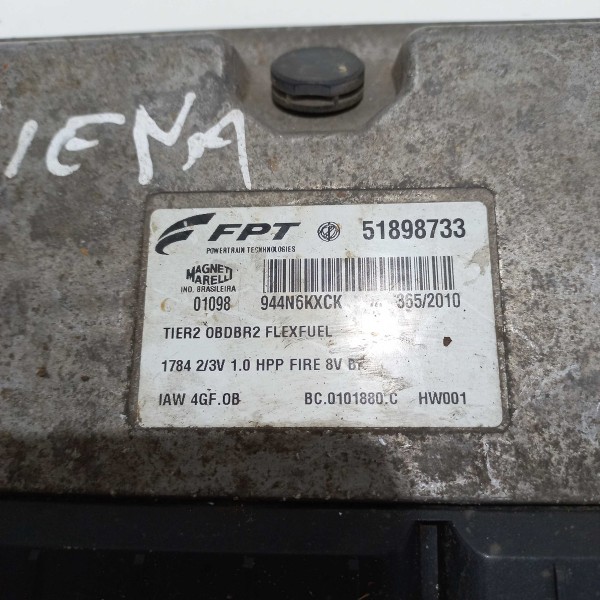 IENA
FPT 51898733
POWERTRAIN TECHNOLOGIES
MAGNETI
MARELLI
IND. BRASILEIRA
01098 944N6KXCK 365/2010
TIER2 OBDBR2 FLEXFUEL
1784 2/3V 1.0 HPP FIRE 8V
IAW 4GF.0B BC.0101880.C HW001